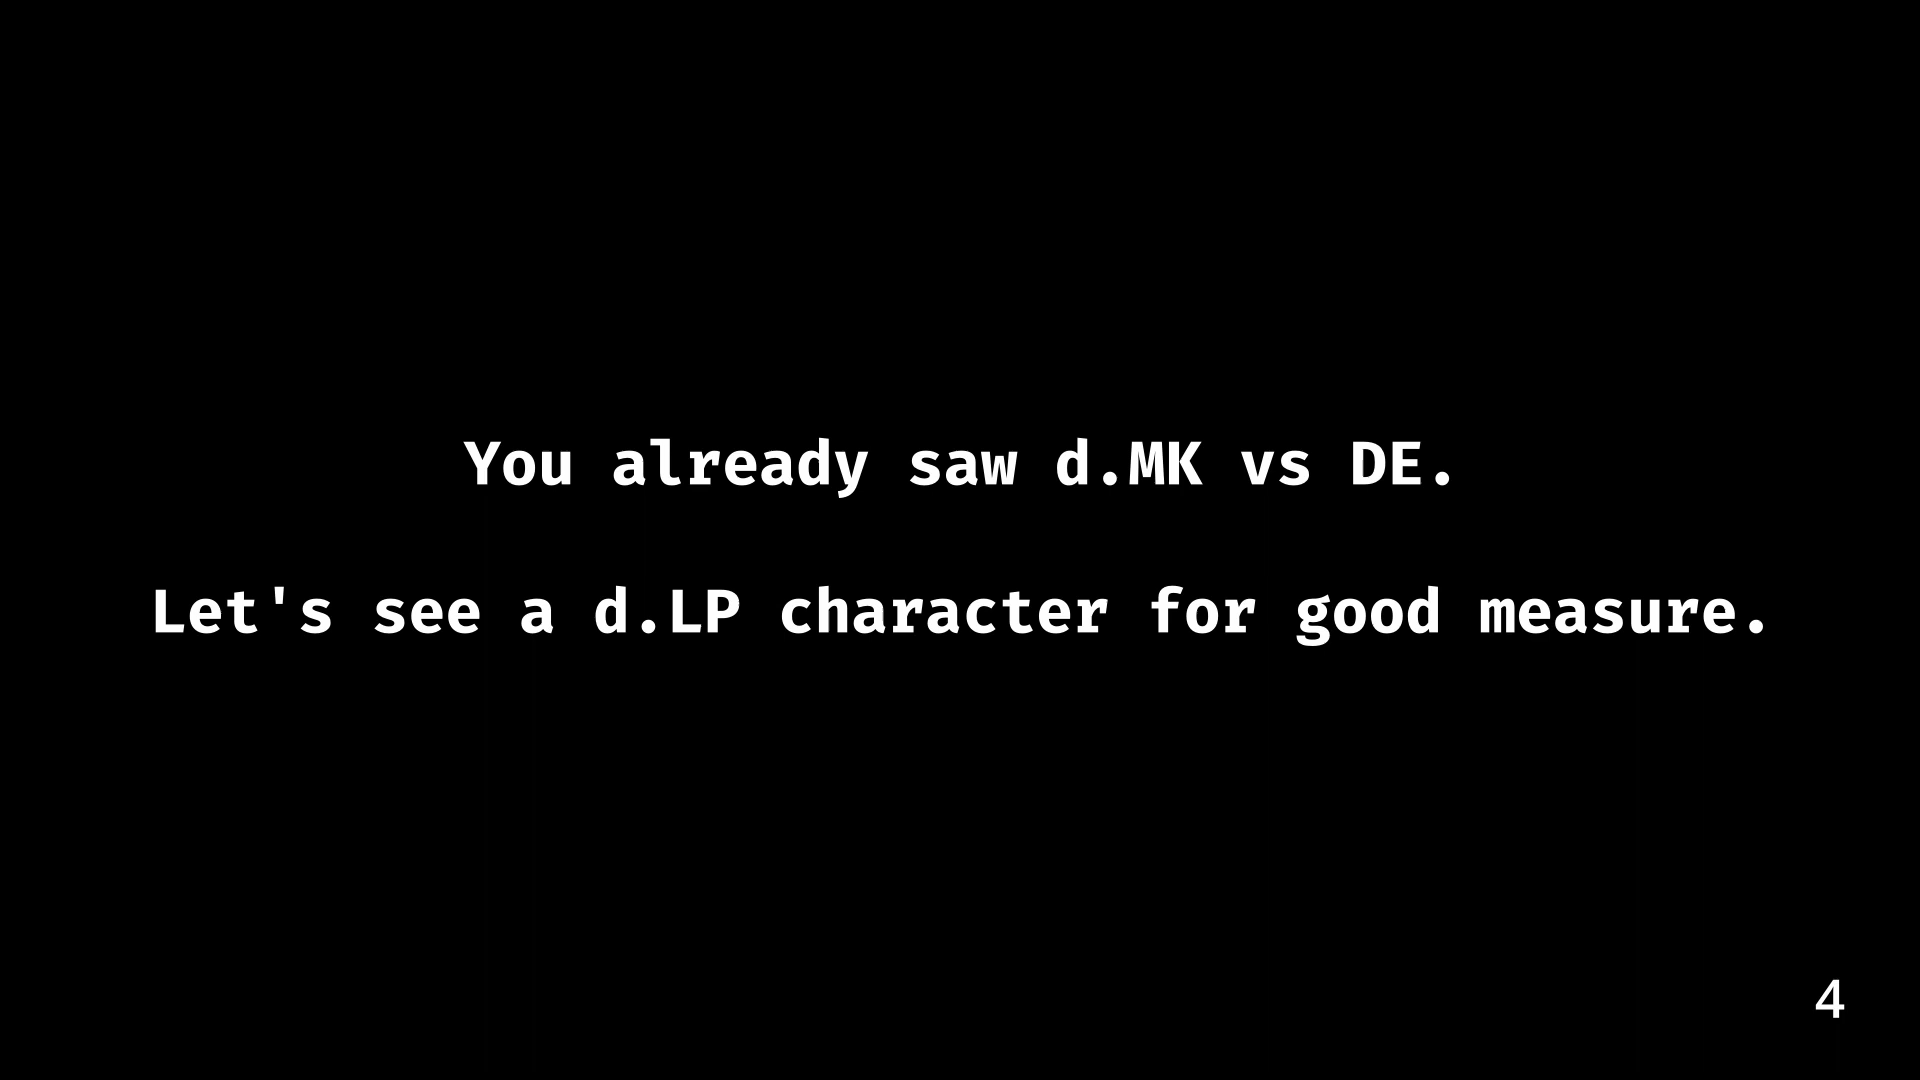 You already saw d.MK vs DE.
Let's see a d.LP character for good measure.
4